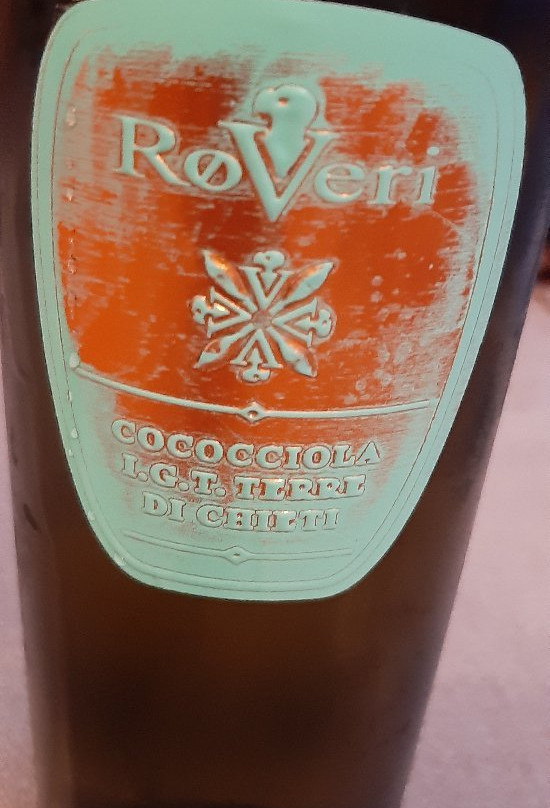 RøVeri
COCOCCIOLA
I.G.T. TERRE
DI CHIETI